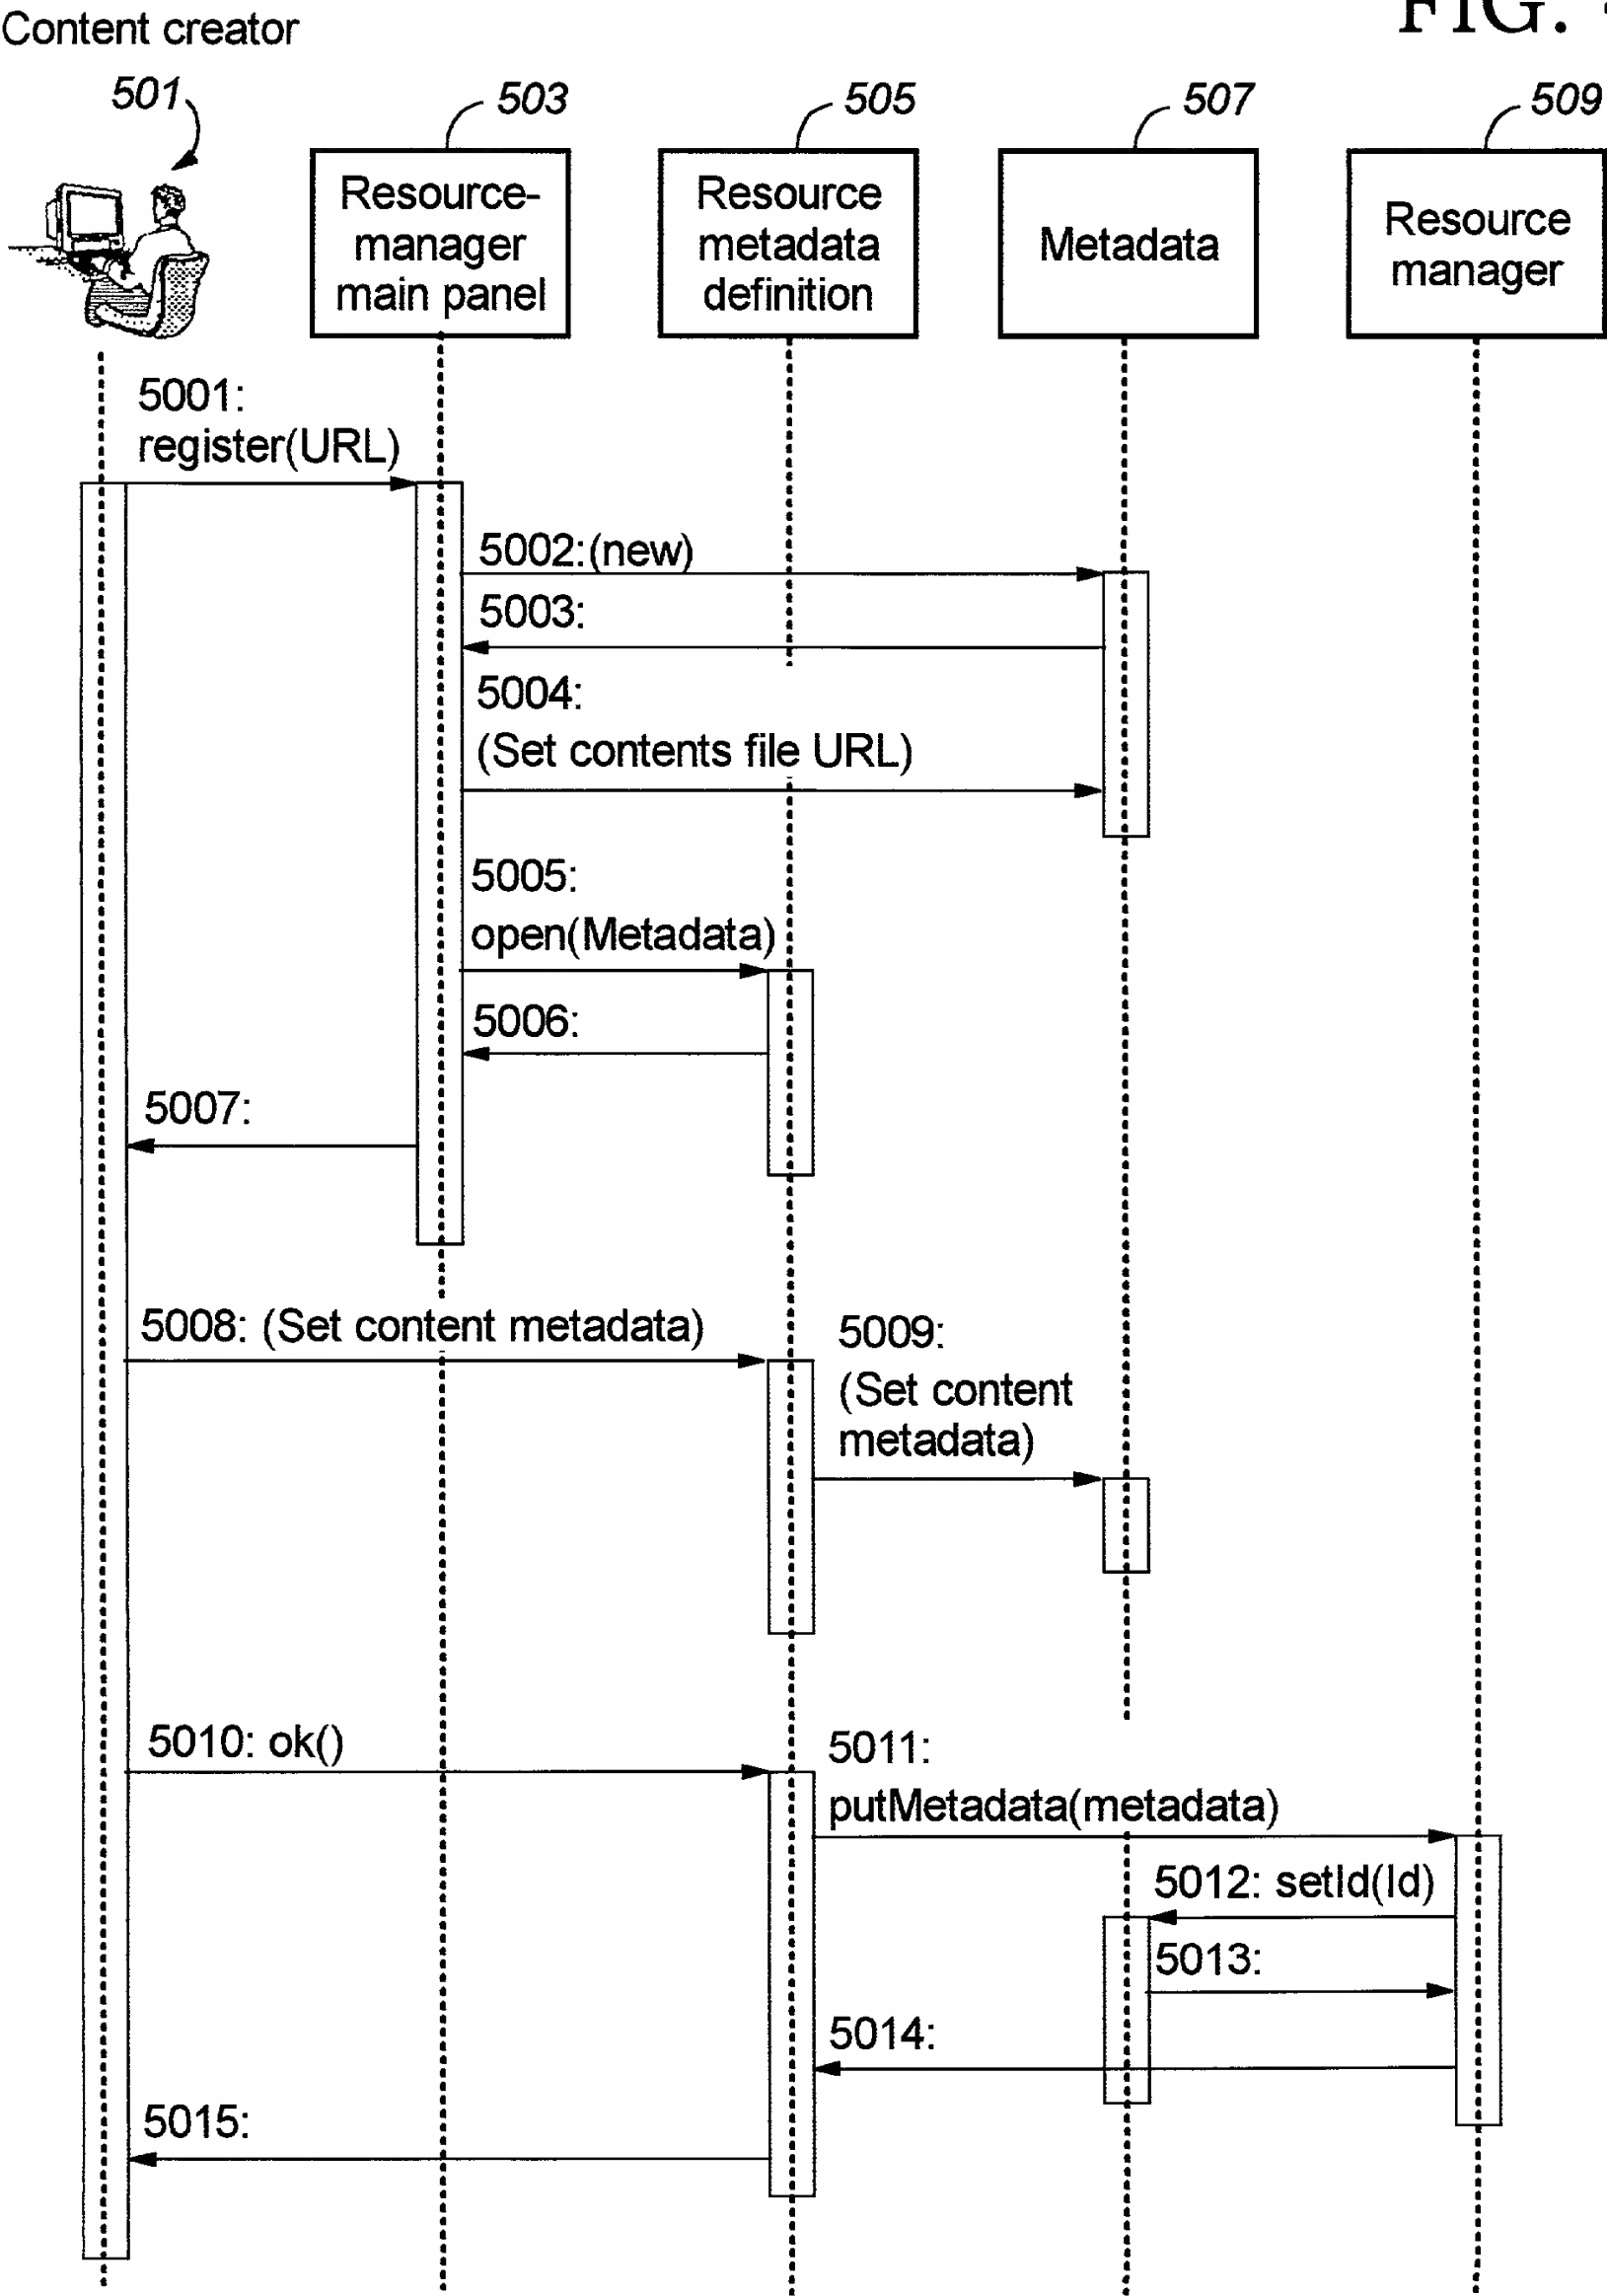 FIG.
Content creator
501
503
505
507
509
Resource-
manager
main panel
Resource
metadata
definition
Metadata
Resource
manager
5001:
register(URL)
5002:(new)
5003:
5004:
(Set contents file URL)
5005:
open(Metadata)
5006:
5007:
5008: (Set content metadata)
5009:
(Set content
metadata)
5010: ok()
5011:
putMetadata(metadata)
5012: setId(Id)
5013:
5014:
5015: